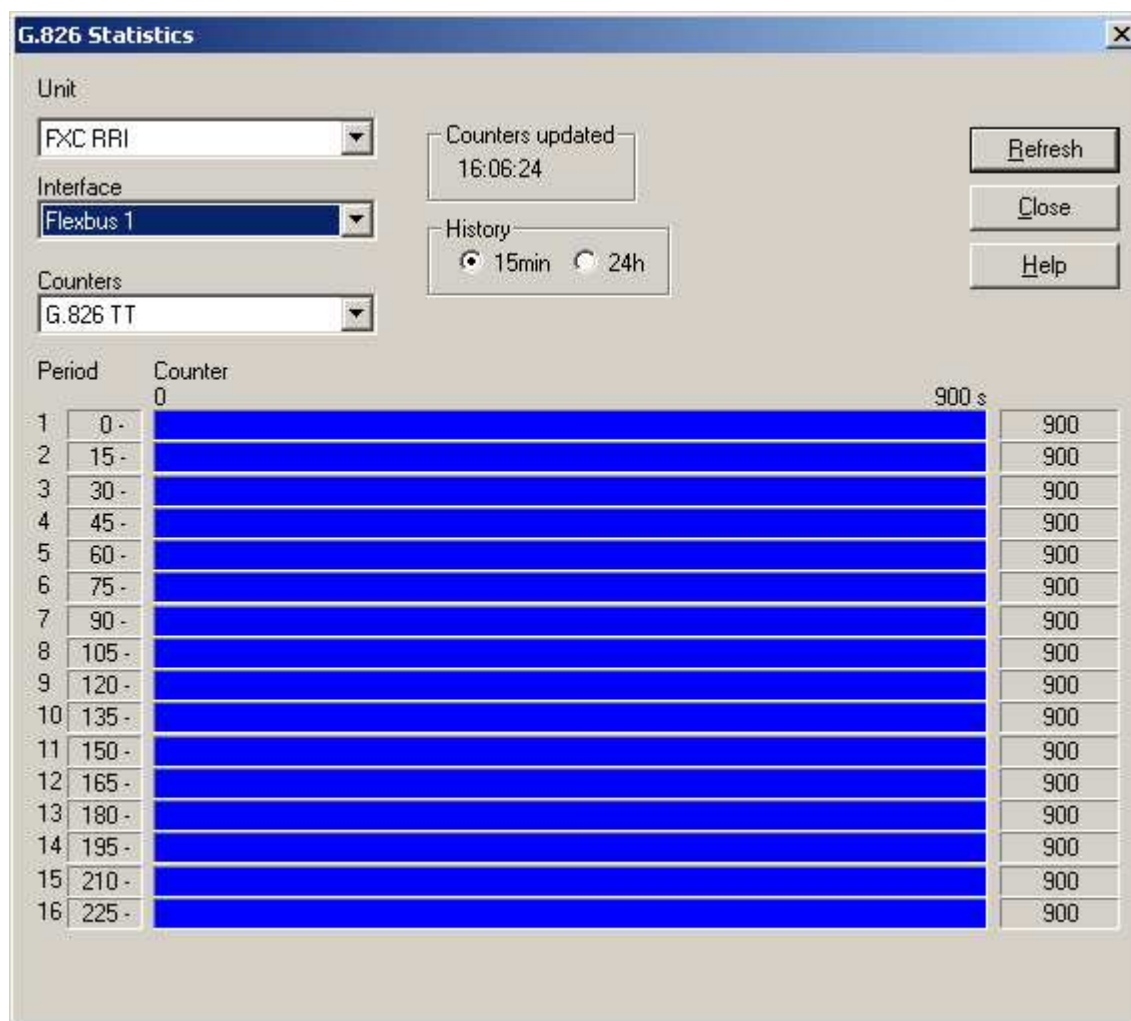 G.826 Statistics
Unit
FXC RRI
Interface
Flexbus 1
Counters
G.826 TT
Counters updated
16:06:24
History
15min 24h
Refresh
Close
Help
Period Counter
0 900 s
1 0 - 900
2 15 - 900
3 30 - 900
4 45 - 900
5 60 - 900
6 75 - 900
7 90 - 900
8 105 - 900
9 120 - 900
10 135 - 900
11 150 - 900
12 165 - 900
13 180 - 900
14 195 - 900
15 210 - 900
16 225 - 900